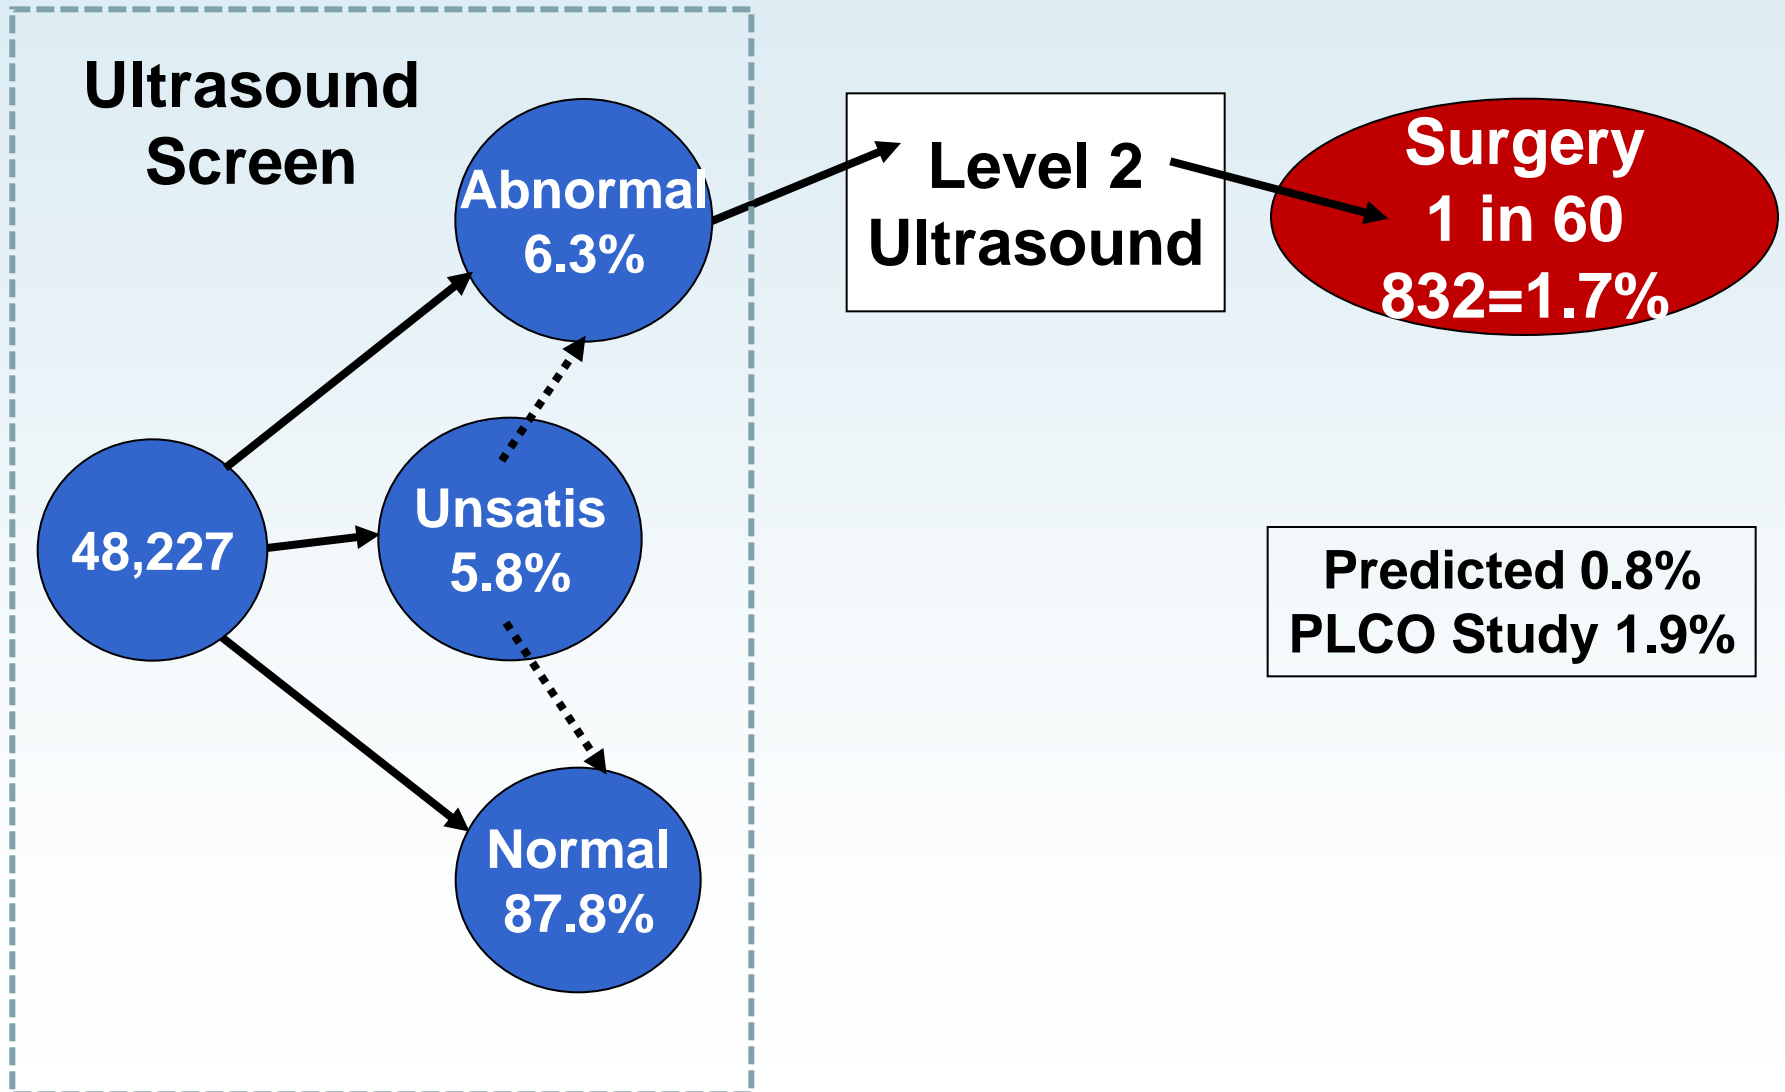 Ultrasound
Screen
Abnormal
6.3%
Level 2
Ultrasound
Surgery
1 in 60
832=1.7%
48,227
Unsatis
5.8%
Predicted 0.8%
PLCO Study 1.9%
Normal
87.8%